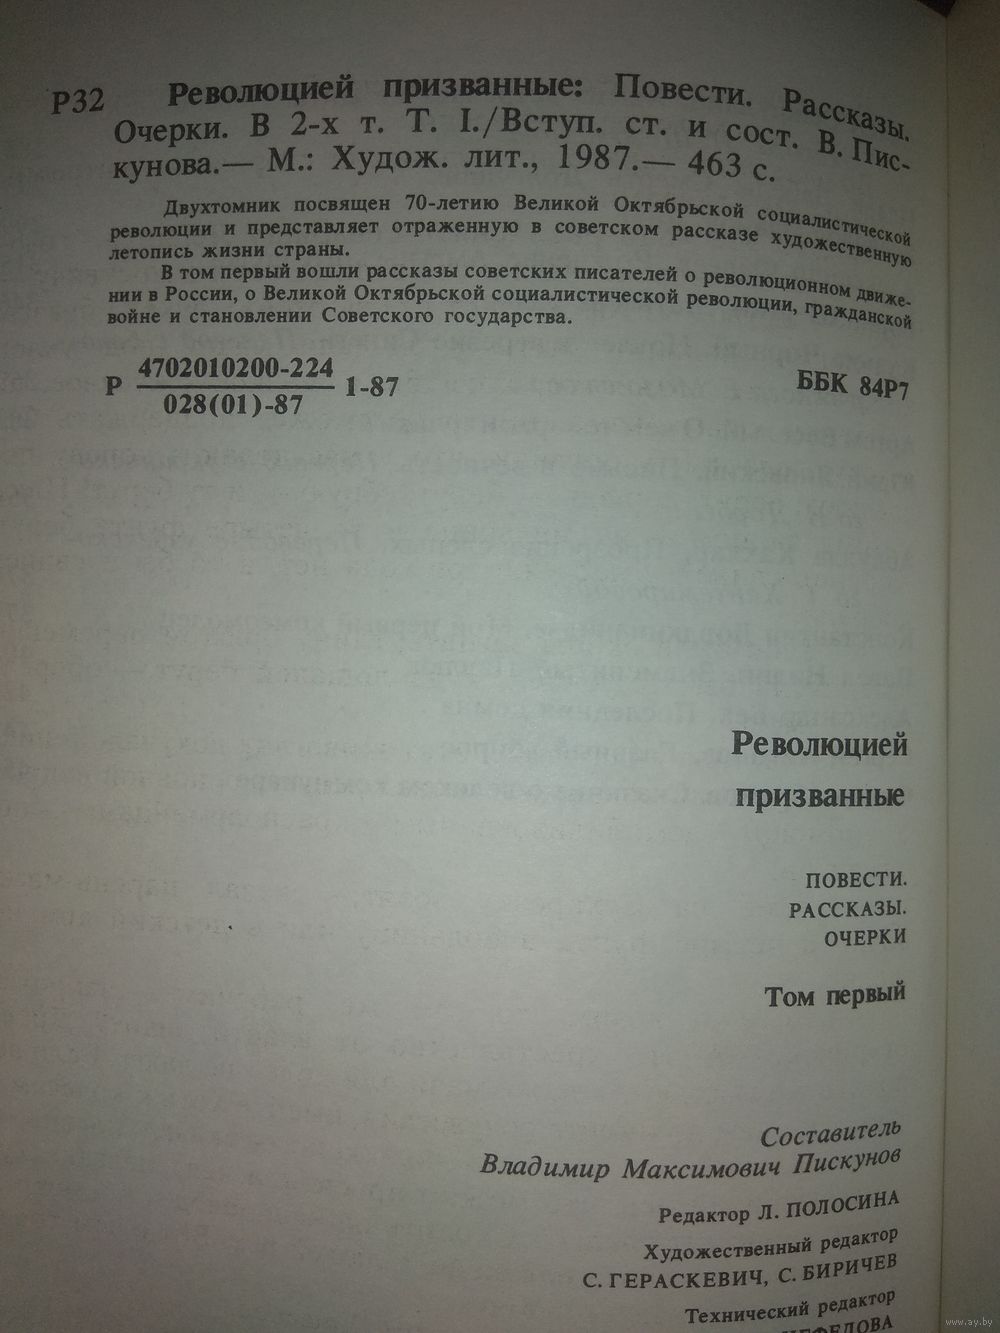 Р32 Революцией призванные: Повести. Рассказы.
Очерки. В 2-х т. Т. I./Вступ. ст. и сост. В. Пис-
кунова.— М.: Худож. лит., 1987.— 463 с.
Двухтомник посвящен 70-летию Великой Октябрьской социалистической
революции и представляет отраженную в советском рассказе художественную
летопись жизни страны.
В том первый вошли рассказы советских писателей о революционном движе-
нии в России, о Великой Октябрьской социалистической революции, гражданской
войне и становлении Советского государства.
4702010200-224
Р 1-87
028(01)-87
ББК 84Р7
Революцией
призванные
ПОВЕСТИ.
РАССКАЗЫ.
ОЧЕРКИ
Том первый
Составитель
Владимир Максимович Пискунов
Редактор Л. ПОЛОСИНА
Художественный редактор
С. ГЕРАСКЕВИЧ, С. БИРИЧЕВ
Технический редактор
www.ay.by